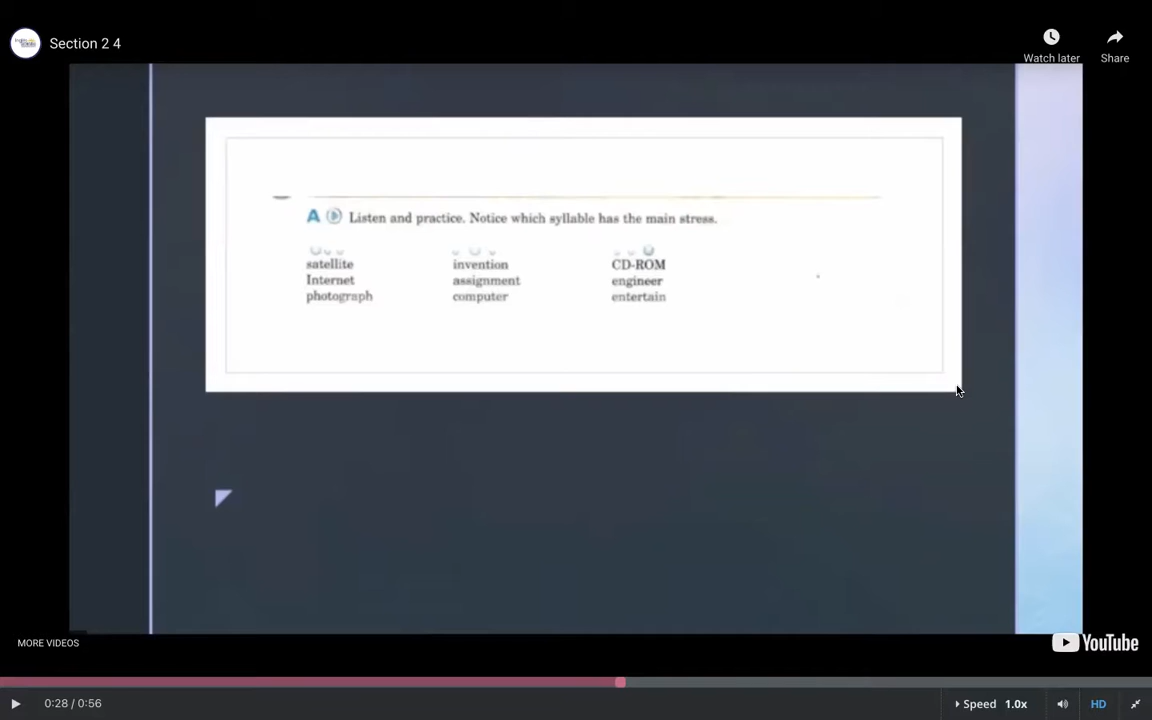 Section 2 4
Watch later
Share
A Listen and practice. Notice which syllable has the main stress.
satellite invention CD-ROM
Internet assignment engineer
photograph computer entertain
MORE VIDEOS
YouTube
0:28 / 0:56
Speed 1.0x
HD